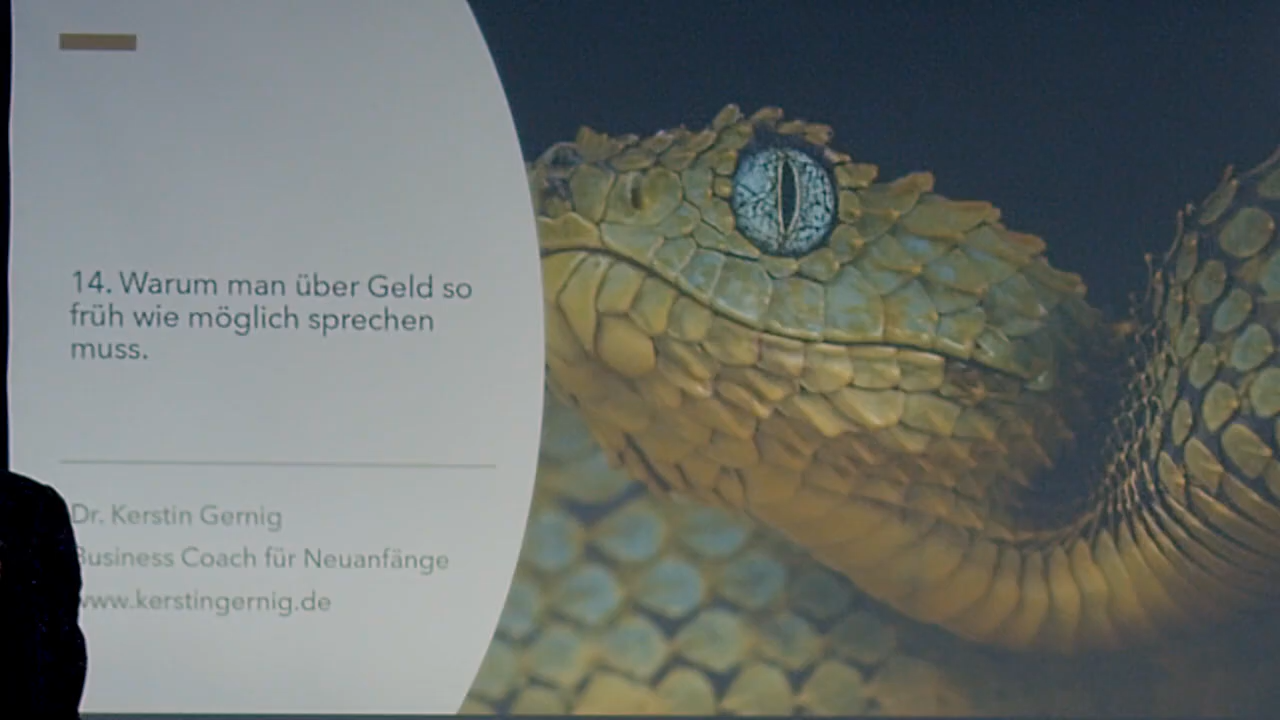 14. Warum man über Geld so
früh wie möglich sprechen
muss.
Dr. Kerstin Gernig
Business Coach für Neuanfänge
www.kerstingernig.de